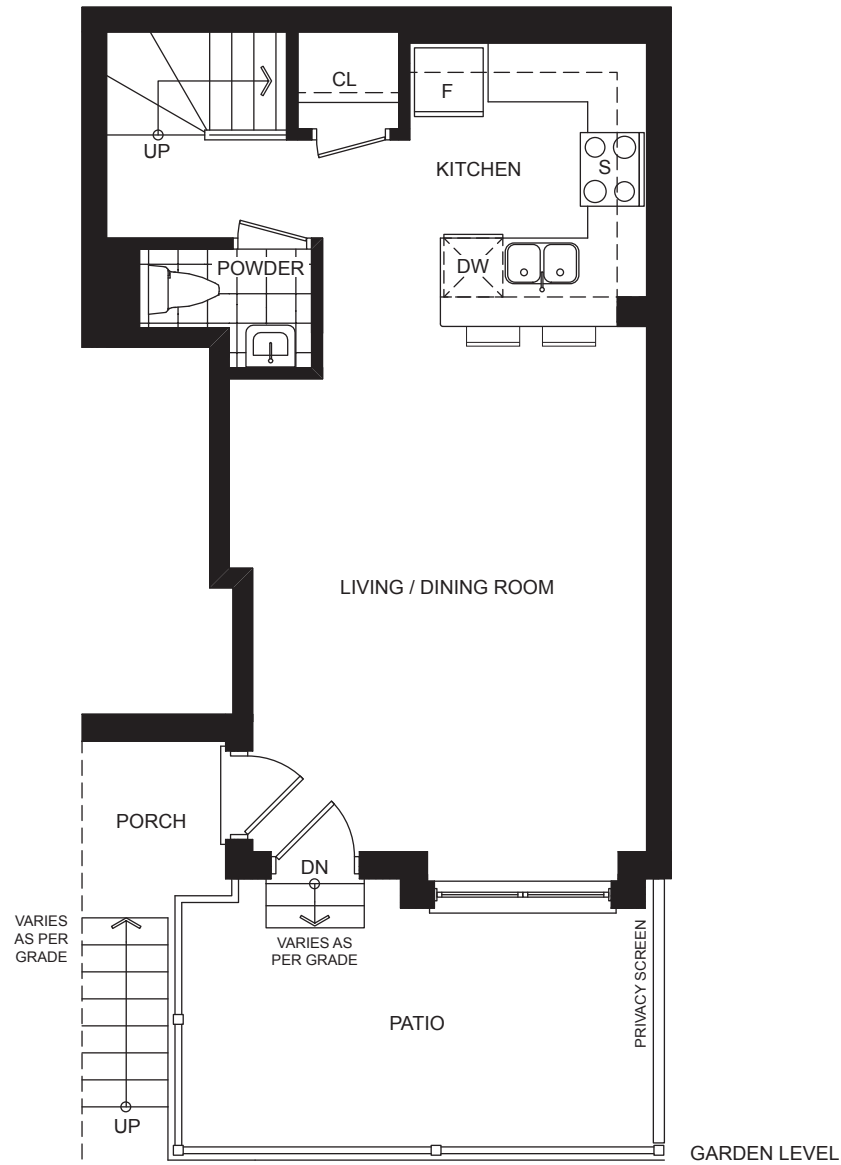 CL
F
UP
KITCHEN
S
POWDER
DW
LIVING / DINING ROOM
PORCH
DN
VARIES
AS PER
GRADE
VARIES AS
PER GRADE
PRIVACY SCREEN
PATIO
UP
GARDEN LEVEL